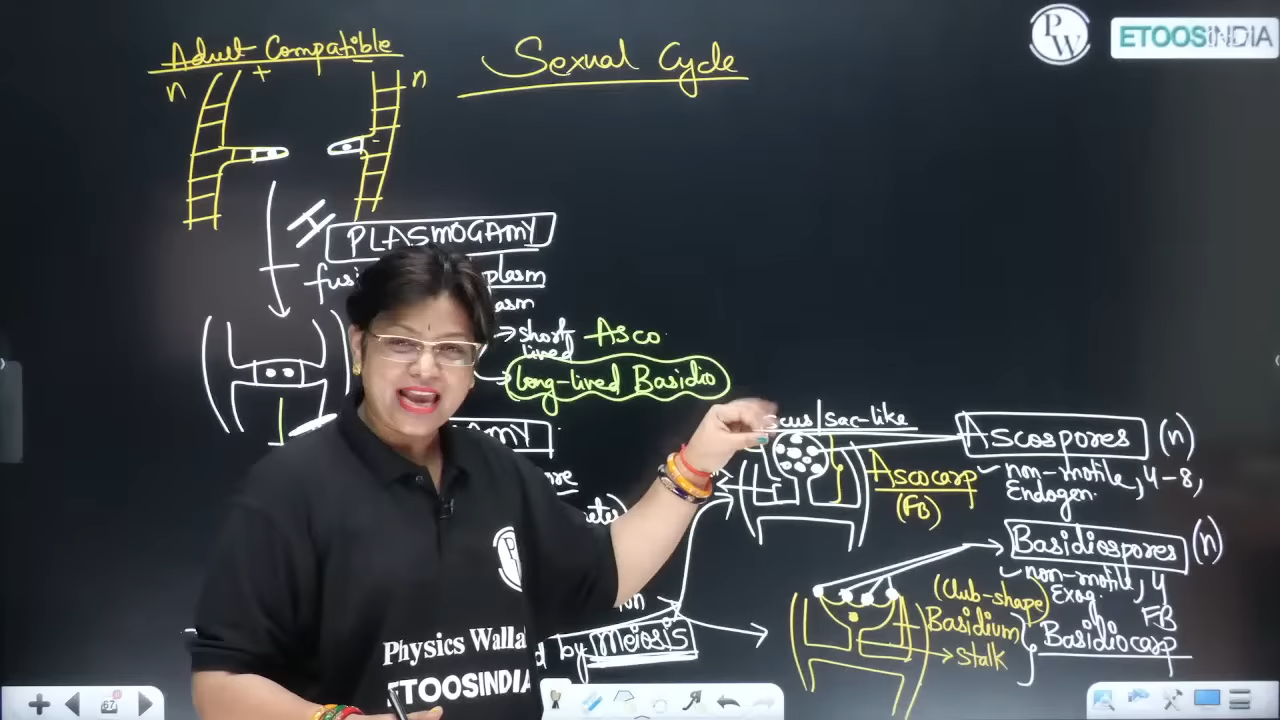 Adult Compatible
Sexual Cycle
PW
ETOOSINDIA
n
+
n
PLASMOGAMY
plasm
short lived
Asco
long-lived Basidio
sac-like
Ascospores (n)
non-motile, 4-8,
Endogen.
Ascocarp
(FB)
Basidiospores (n)
non-motile, 4
Exog.
(Club-shape)
Basidium
Stalk
FB
Basidiocarp
by Meiosis
Physics Walla
ETOOSINDIA
67